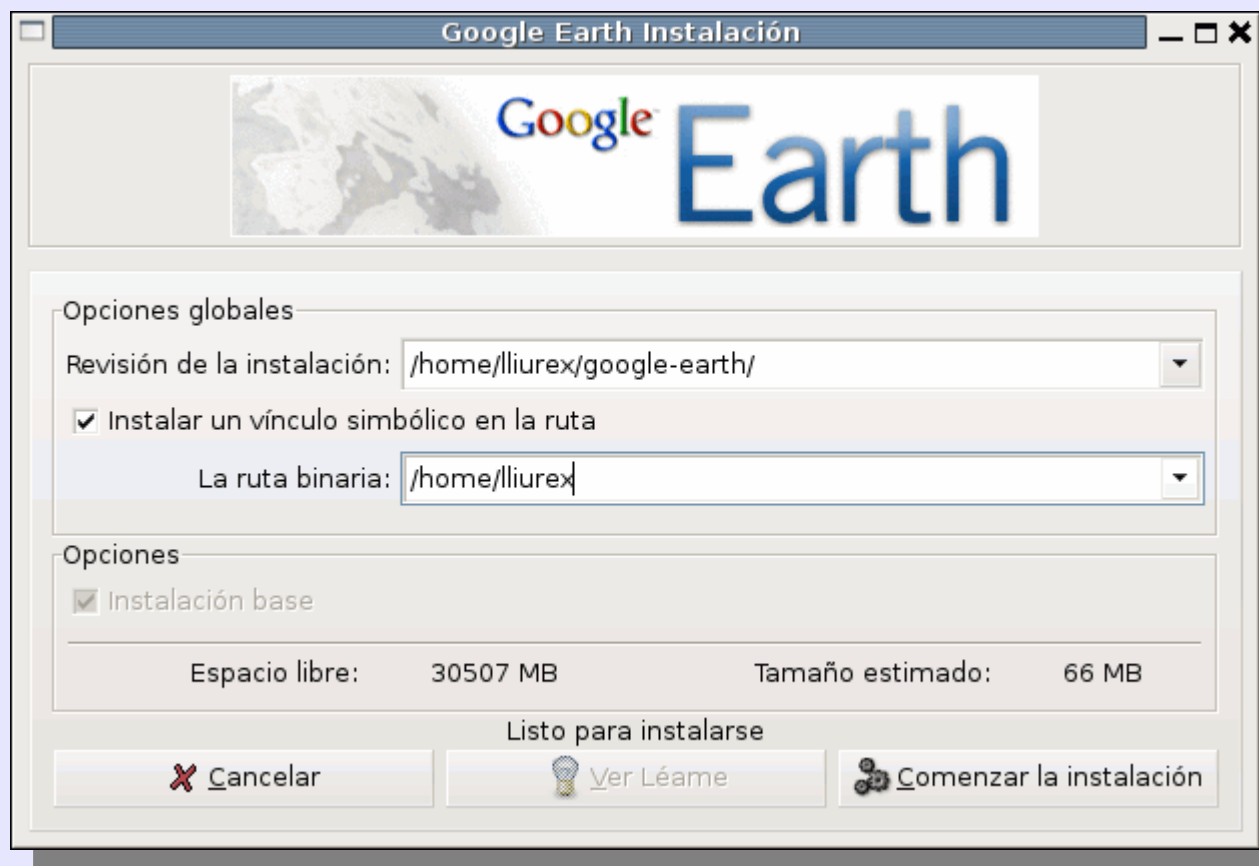 Google Earth Instalación
Google™ Earth
Opciones globales
Revisión de la instalación: /home/lliurex/google-earth/
Instalar un vínculo simbólico en la ruta
La ruta binaria: /home/lliurex
Opciones
Instalación base
Espacio libre: 30507 MB Tamaño estimado: 66 MB
Listo para instalarse
Cancelar Ver Léame Comenzar la instalación